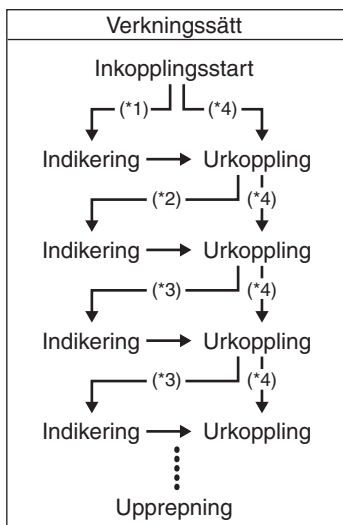 Verkningssätt
Inkopplingsstart
(*1) (*4)
Indikering Urkoppling
(*2) (*4)
Indikering Urkoppling
(*3) (*4)
Indikering Urkoppling
(*3) (*4)
Indikering Urkoppling
Upprepning